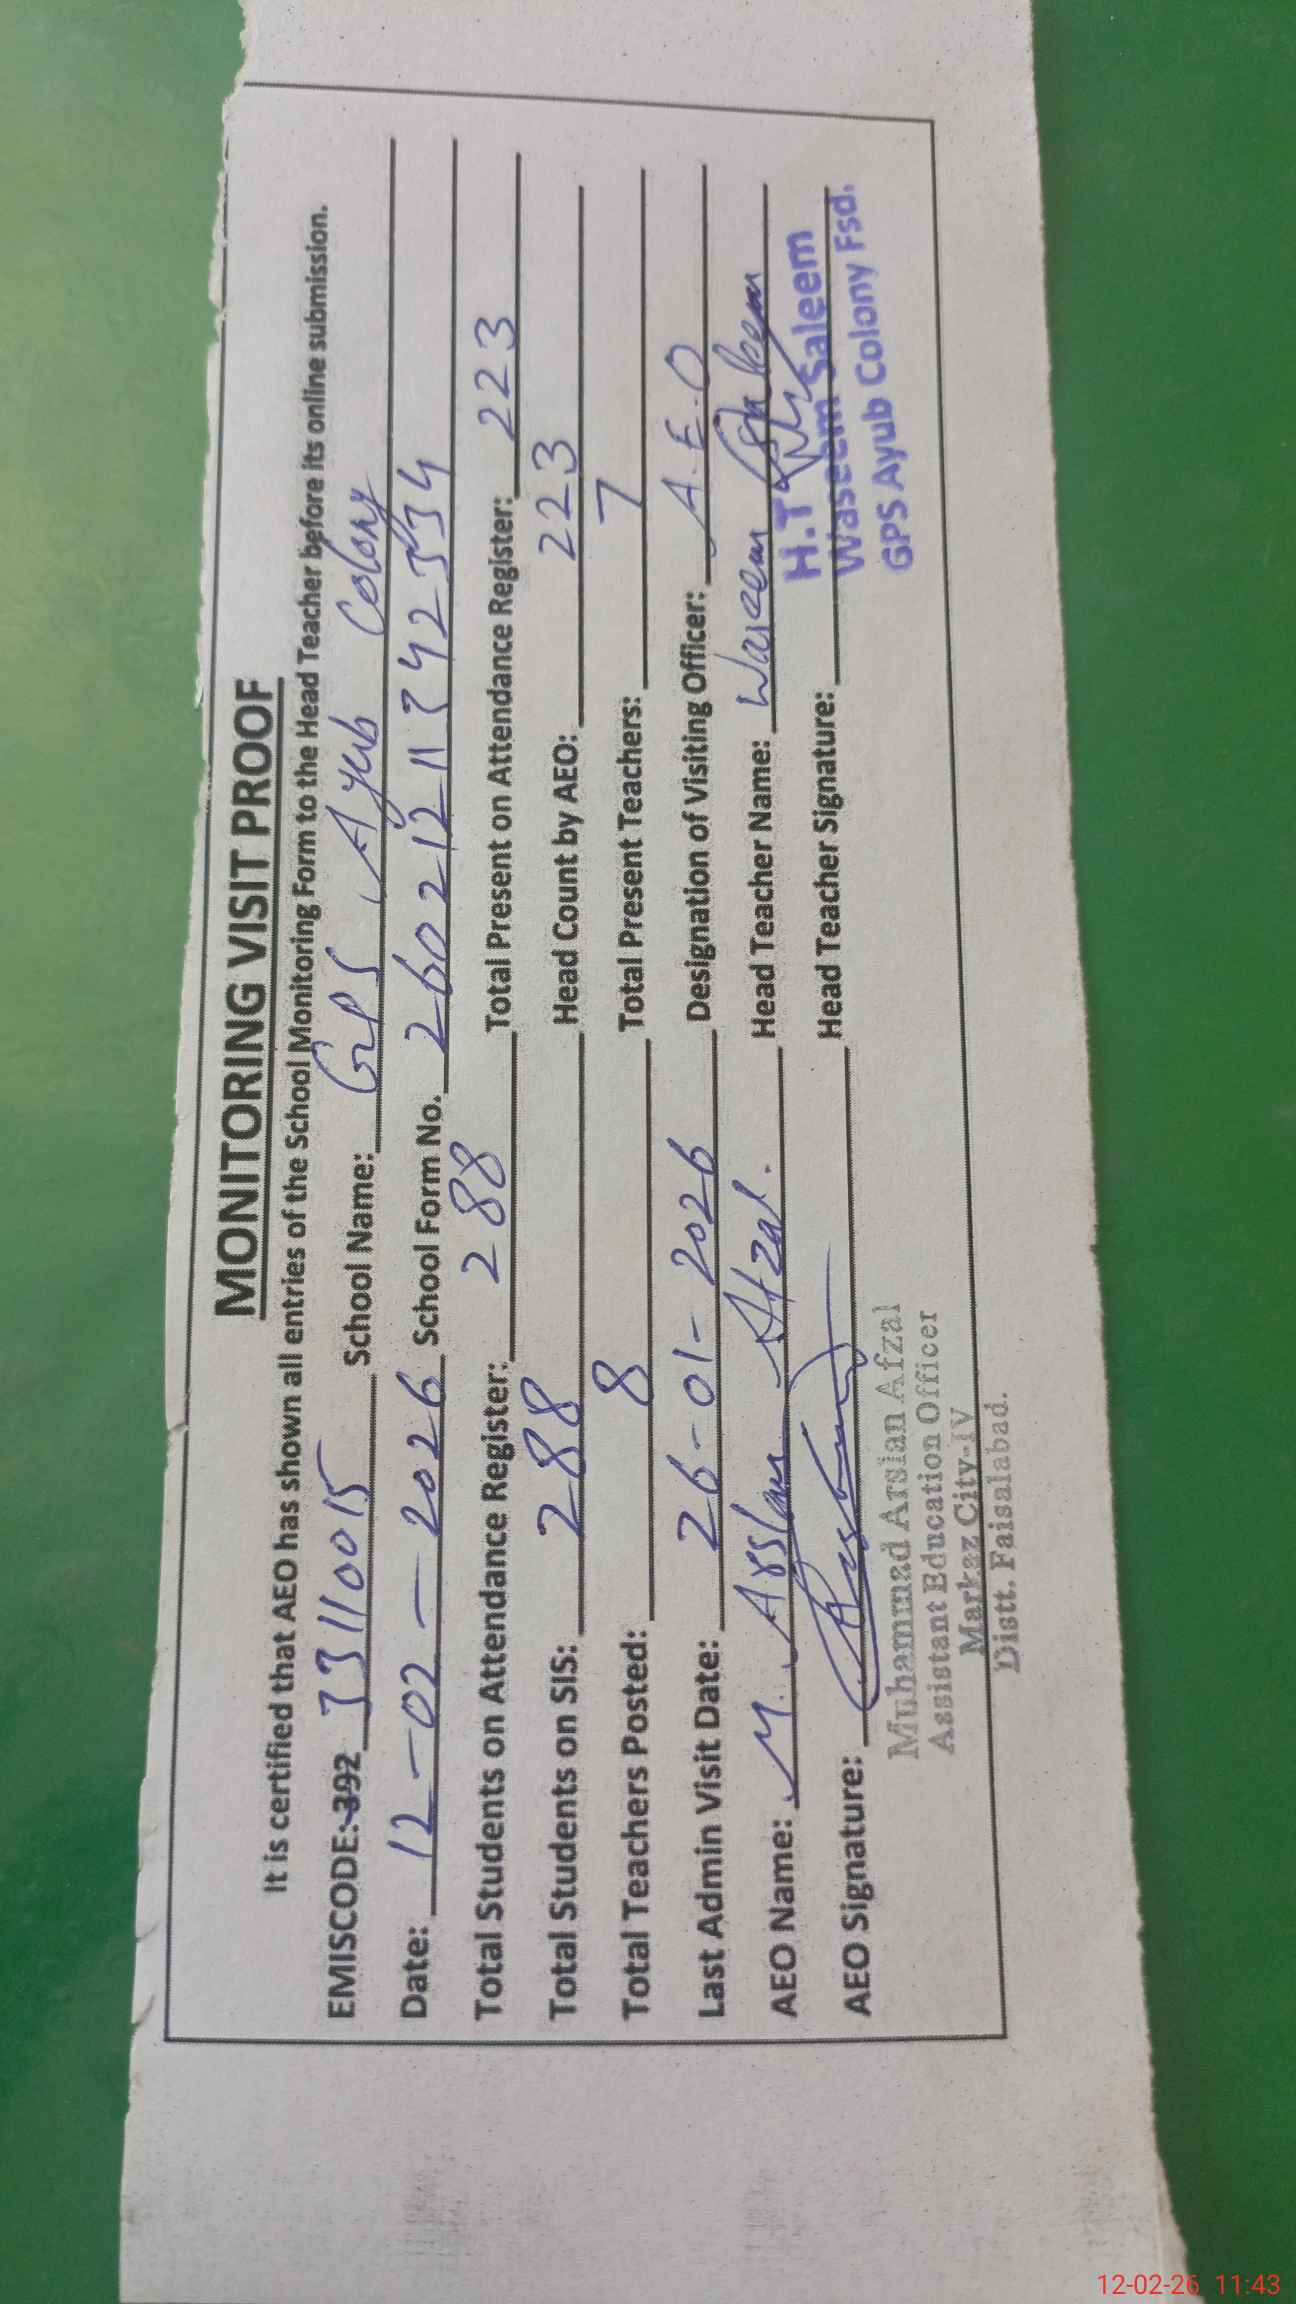 MONITORING VISIT PROOF
It is certified that AEO has shown all entries of the School Monitoring Form to the Head Teacher before its online submission.
EMISCODE: 392 33110015 School Name: GPS Ayub Colony
Date: 12-02-2026 School Form No.
Total Students on Attendance Register: 288 Total Present on Attendance Register: 223
Total Students on SIS: 288 Head Count by AEO: 223
Total Teachers Posted: 8 Total Present Teachers: 7
Last Admin Visit Date: 26-01-2026 Designation of Visiting Officer: A.E.O
AEO Name: M. Arslan Afzal. Head Teacher Name: Waseem
AEO Signature: Head Teacher Signature:
H.T
Waseem Saleem
GPS Ayub Colony Fsd.
Muhammad Arslan Afzal
Assistant Education Officer
Markaz City-IV
Distt. Faisalabad.
12-02-26 11:43